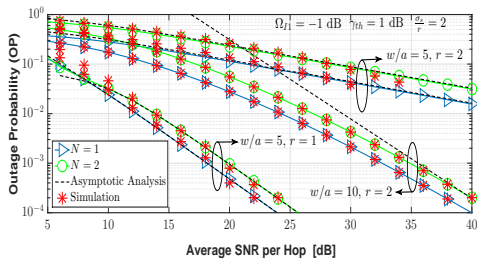 Ω_{I1} = −1 dB γ_{th} = 1 dB σ_s/r = 2
w/a = 5, r = 2
w/a = 5, r = 1
w/a = 10, r = 2
N = 1
N = 2
Asymptotic Analysis
Simulation
Outage Probability (OP)
10^0
10^{-1}
10^{-2}
10^{-3}
10^{-4}
5 10 15 20 25 30 35 40
Average SNR per Hop [dB]